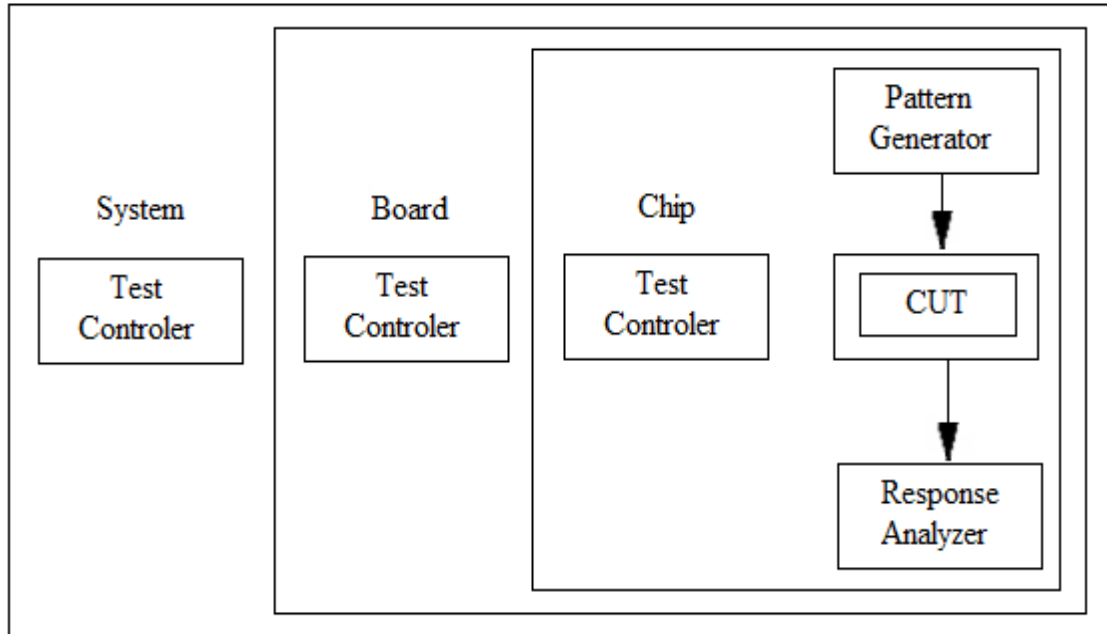 System
Test
Controler
Board
Test
Controler
Chip
Test
Controler
Pattern
Generator
CUT
Response
Analyzer